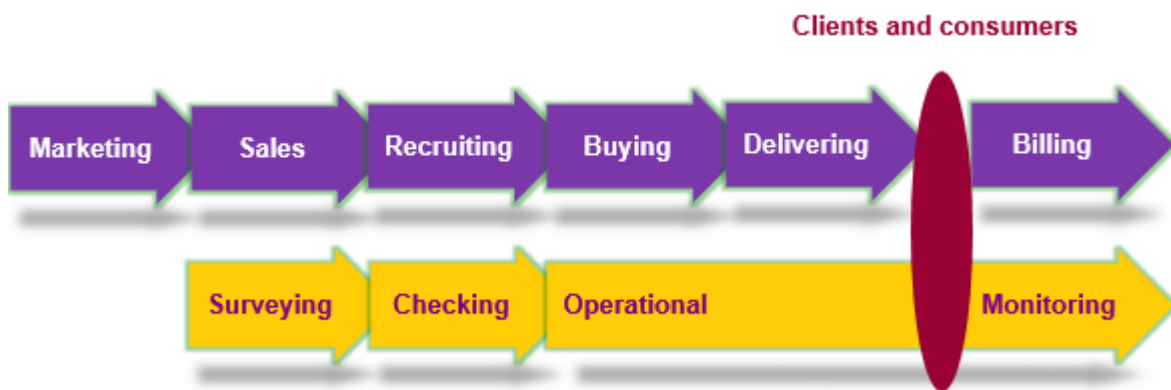 Clients and consumers
Marketing Sales Recruiting Buying Delivering Billing
Surveying Checking Operational Monitoring